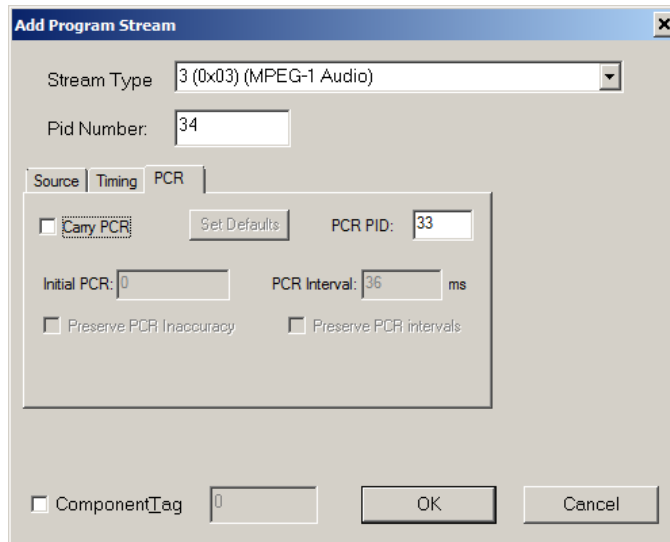 Add Program Stream
Stream Type 3 (0x03) (MPEG-1 Audio)
Pid Number: 34
Source Timing PCR
Carry PCR Set Defaults PCR PID: 33
Initial PCR: 0 PCR Interval: 36 ms
Preserve PCR Inaccuracy Preserve PCR intervals
ComponentTag 0 OK Cancel